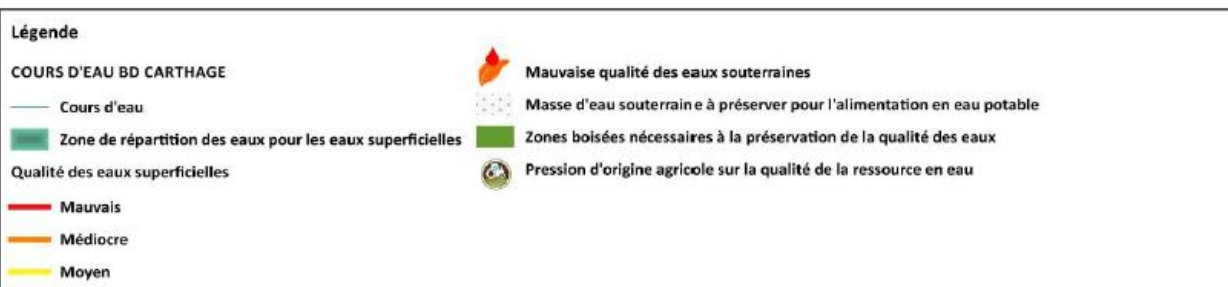 Légende
COURS D'EAU BD CARTHAGE
Cours d'eau
Zone de répartition des eaux pour les eaux superficielles
Qualité des eaux superficielles
Mauvais
Médiocre
Moyen
Mauvaise qualité des eaux souterraines
Masse d'eau souterraine à préserver pour l'alimentation en eau potable
Zones boisées nécessaires à la préservation de la qualité des eaux
Pression d'origine agricole sur la qualité de la ressource en eau